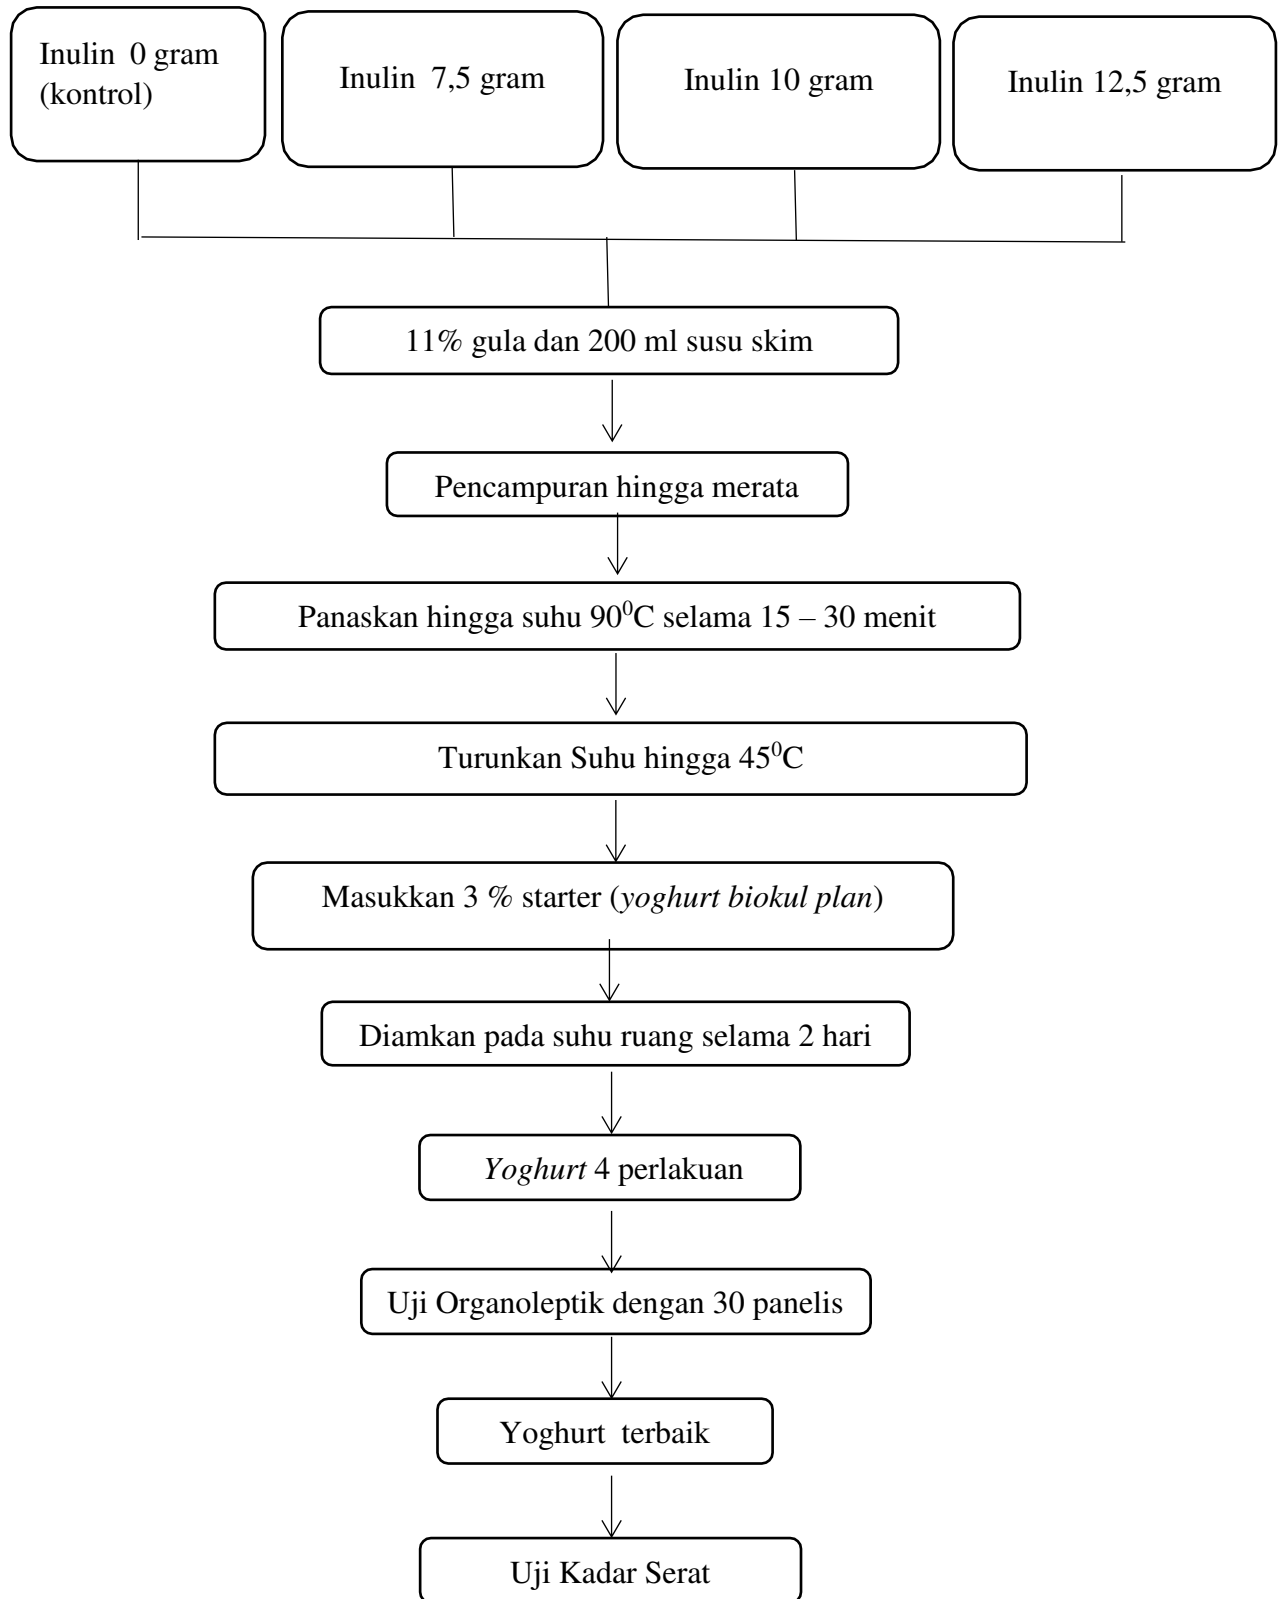 Inulin 0 gram
(kontrol)
Inulin 7,5 gram
Inulin 10 gram
Inulin 12,5 gram
11% gula dan 200 ml susu skim
Pencampuran hingga merata
Panaskan hingga suhu 90⁰C selama 15 – 30 menit
Turunkan Suhu hingga 45⁰C
Masukkan 3 % starter (yoghurt biokul plan)
Diamkan pada suhu ruang selama 2 hari
Yoghurt 4 perlakuan
Uji Organoleptik dengan 30 panelis
Yoghurt terbaik
Uji Kadar Serat